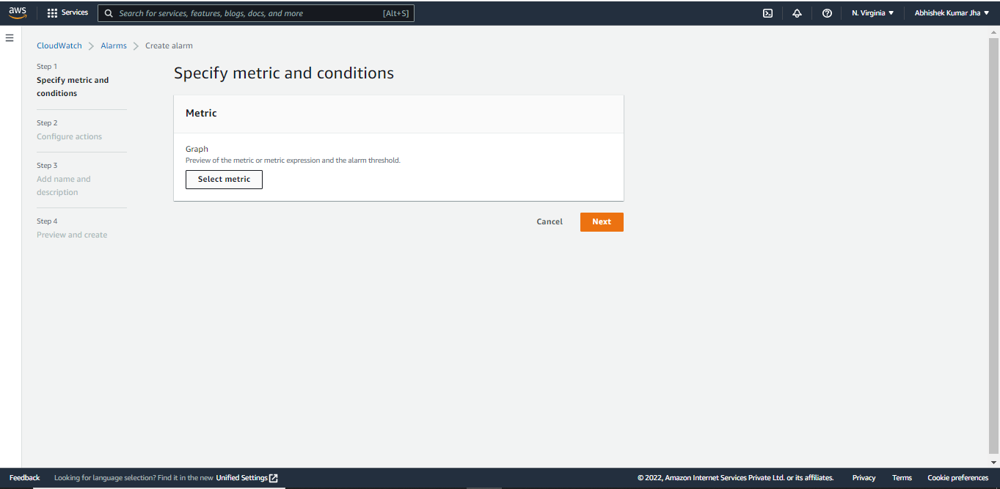 aws Services Search for services, features, blogs, docs, and more [Alt+S] N. Virginia Abhishek Kumar Jha
CloudWatch Alarms Create alarm
Step 1
Specify metric and
conditions
Step 2
Configure actions
Step 3
Add name and
description
Step 4
Preview and create
Specify metric and conditions
Metric
Graph
Preview of the metric or metric expression and the alarm threshold.
Select metric
Cancel Next
Feedback Looking for language selection? Find it in the new Unified Settings © 2022, Amazon Internet Services Private Ltd. or its affiliates. Privacy Terms Cookie preferences